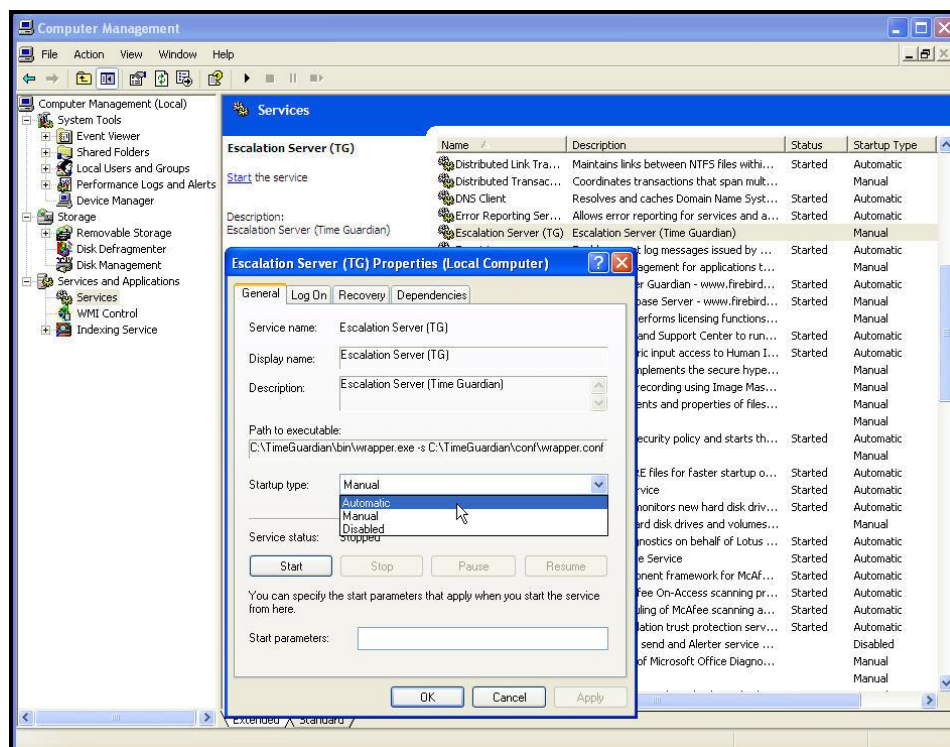 Computer Management
File Action View Window Help
Computer Management (Local)
System Tools
Event Viewer
Shared Folders
Local Users and Groups
Performance Logs and Alerts
Device Manager
Storage
Removable Storage
Disk Defragmenter
Disk Management
Services and Applications
Services
WMI Control
Indexing Service
Services
Escalation Server (TG)
Start the service
Description:
Escalation Server (Time Guardian)
Name Description Status Startup Type
Distributed Link Tra... Maintains links between NTFS files withi... Started Automatic
Distributed Transac... Coordinates transactions that span mult... Manual
DNS Client Resolves and caches Domain Name Syst... Started Automatic
Error Reporting Ser... Allows error reporting for services and a... Started Automatic
Escalation Server (TG) Escalation Server (Time Guardian) Manual
log messages issued by ... Started Automatic
agement for applications t... Manual
er Guardian - www.firebird... Started Automatic
base Server - www.firebird... Started Manual
erforms licensing functions... Manual
and Support Center to run... Started Automatic
ric input access to Human I... Started Automatic
mplements the secure hype... Manual
recording using Image Mas... Manual
ents and properties of files... Manual
Manual
ecurity policy and starts th... Started Automatic
Manual
RE files for faster startup o... Started Automatic
rvice Started Automatic
monitors new hard disk driv... Started Automatic
ard disk drives and volumes... Manual
gnostics on behalf of Lotus ... Started Automatic
e Service Started Automatic
onent framework for McAf... Started Automatic
fee On-Access scanning pr... Started Automatic
uling of McAfee scanning a... Started Automatic
lation trust protection serv... Started Automatic
send and Alerter service ... Disabled
of Microsoft Office Diagno... Manual
Manual
Escalation Server (TG) Properties (Local Computer)
General Log On Recovery Dependencies
Service name: Escalation Server (TG)
Display name: Escalation Server (TG)
Description: Escalation Server (Time Guardian)
Path to executable:
C:\TimeGuardian\bin\wrapper.exe -s C:\TimeGuardian\conf\wrapper.conf
Startup type: Manual
Automatic
Manual
Disabled
Service status: Stopped
Start Stop Pause Resume
You can specify the start parameters that apply when you start the service
from here.
Start parameters:
OK Cancel Apply
Extended Standard